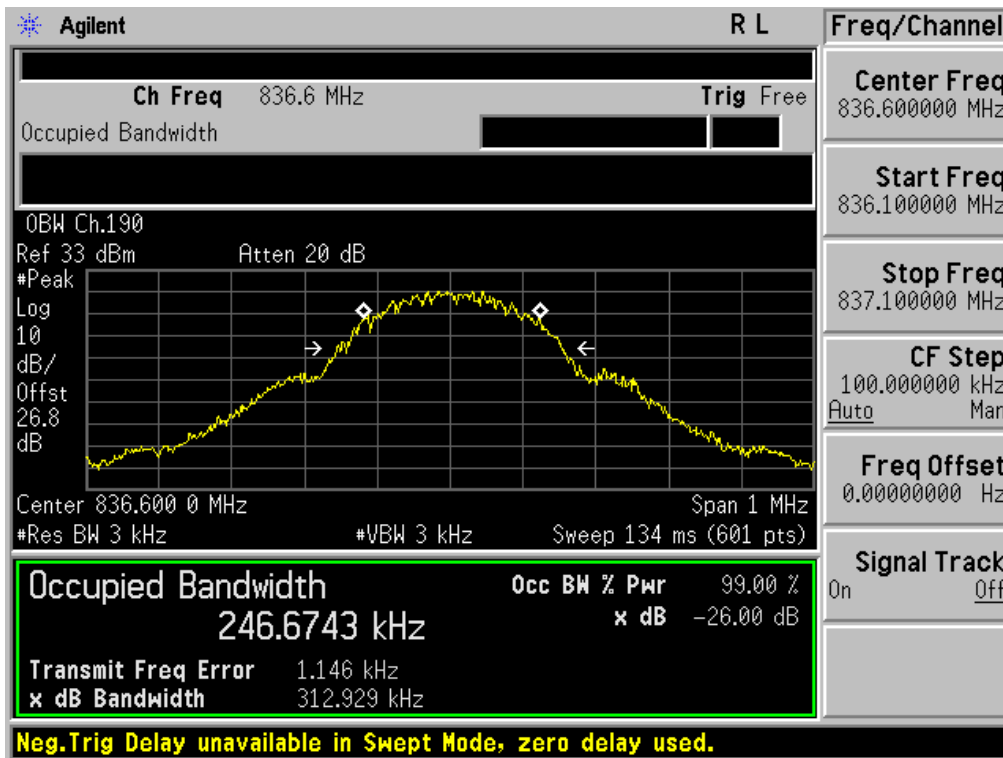 Agilent R L
Ch Freq 836.6 MHz Trig Free
Occupied Bandwidth
OBW Ch.190
Ref 33 dBm Atten 20 dB
#Peak
Log
10
dB/
Offst
26.8
dB
Center 836.600 0 MHz Span 1 MHz
#Res BW 3 kHz #VBW 3 kHz Sweep 134 ms (601 pts)
Occupied Bandwidth Occ BW % Pwr 99.00 %
246.6743 kHz x dB -26.00 dB
Transmit Freq Error 1.146 kHz
x dB Bandwidth 312.929 kHz
Neg.Trig Delay unavailable in Swept Mode, zero delay used.
Freq/Channel
Center Freq
836.600000 MHz
Start Freq
836.100000 MHz
Stop Freq
837.100000 MHz
CF Step
100.000000 kHz
Auto Man
Freq Offset
0.00000000 Hz
Signal Track
On Off